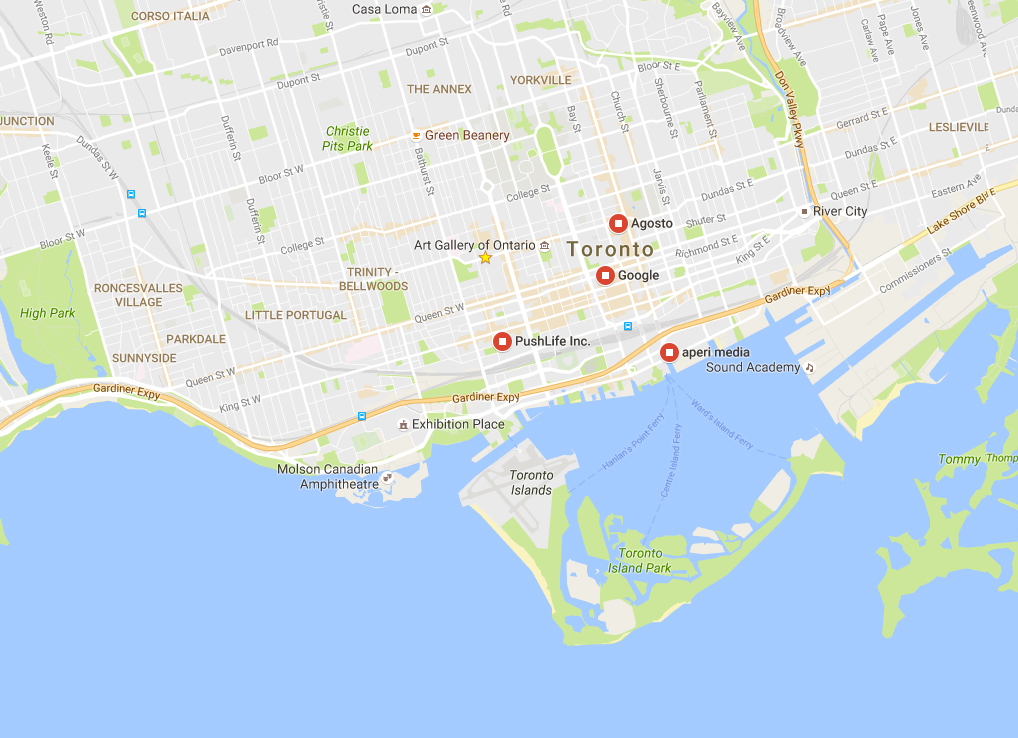 Casa Loma
CORSO ITALIA
Weston Rd
Christie St
Rd
Bayview Ave
Broadview Ave
Pape Ave
Carlaw Ave
Jones Ave
Greenwood Ave
Davenport Rd
Dupont St
Dupont St
Bloor St E
YORKVILLE
THE ANNEX
Sherbourne St
Parliament St
Don Valley Pkwy
Church St
Bay St
JUNCTION
Dufferin St
Christie
Pits Park
Green Beanery
Gerrard St E
LESLIEVILLE
Dundas St E
Dunda
Keele St
Dundas St W
Bloor St W
Bathurst St
College St
Jarvis St
Dundas St E
Queen St E
Eastern Ave
Lake Shore Blvd E
River City
Dufferin St
Agosto
Shuter St
Bloor St W
College St
Art Gallery of Ontario
Toronto
Richmond St E
King St E
Commissioners St
TRINITY -
BELLWOODS
Google
RONCESVALLES
VILLAGE
Gardiner Expy
High Park
LITTLE PORTUGAL
Queen St W
PARKDALE
PushLife Inc.
SUNNYSIDE
aperi media
Sound Academy
Queen St W
Gardiner Expy
Gardiner Expy
King St W
Exhibition Place
Hanlan's Point Ferry
Centre Island Ferry
Ward's Island Ferry
Molson Canadian
Amphitheatre
Toronto
Islands
Tommy Thomp
Toronto
Island Park